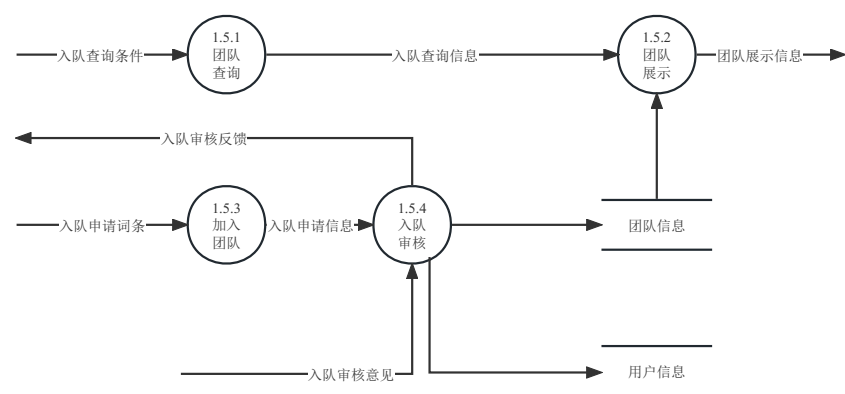 1.5.1
团队
查询
1.5.2
团队
展示
入队查询条件
入队查询信息
团队展示信息
入队审核反馈
1.5.3
加入
团队
1.5.4
入队
审核
入队申请词条
入队申请信息
团队信息
入队审核意见
用户信息